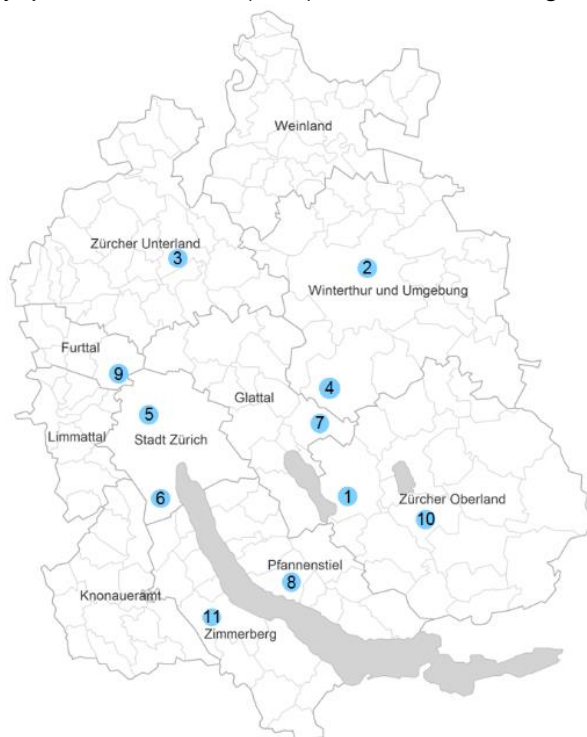 Weinland
Zürcher Unterland
3
2
Winterthur und Umgebung
Furttal
9
4
Glattal
5
7
Limmattal
Stadt Zürich
6
1
Zürcher Oberland
10
Pfannenstiel
8
Knonaueramt
11
Zimmerberg